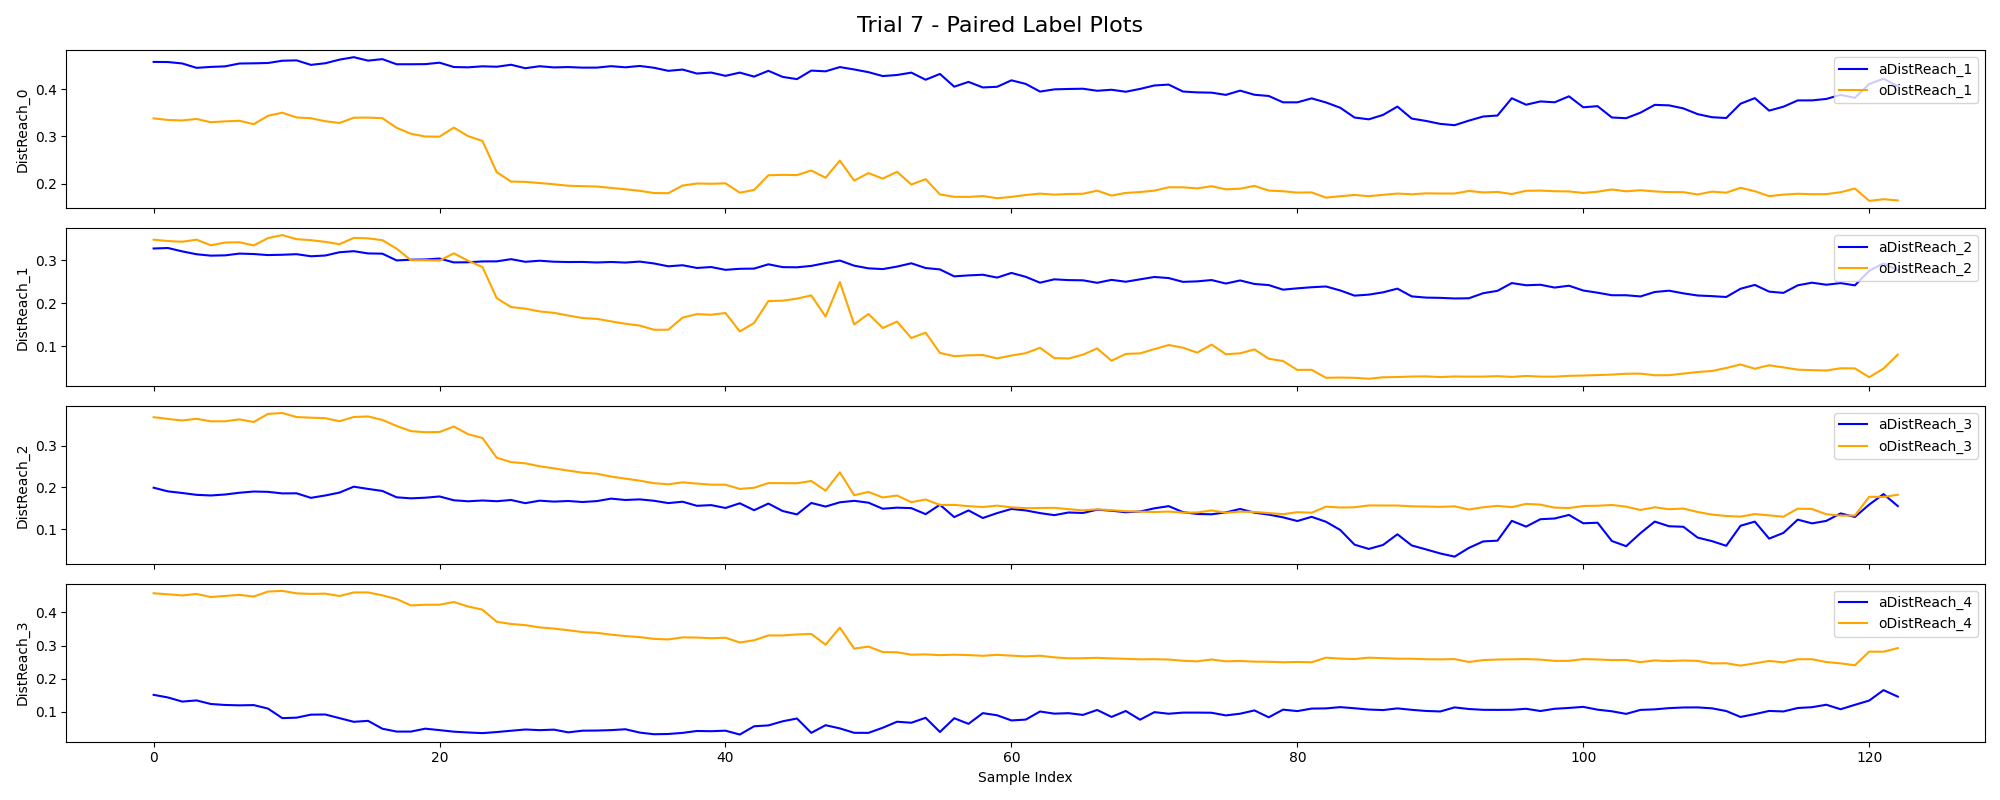 Trial 7 - Paired Label Plots
DistReach_0
0.4
0.3
0.2
aDistReach_1
oDistReach_1
DistReach_1
0.3
0.2
0.1
aDistReach_2
oDistReach_2
DistReach_2
0.3
0.2
0.1
aDistReach_3
oDistReach_3
DistReach_3
0.4
0.3
0.2
0.1
aDistReach_4
oDistReach_4
0 20 40 60 80 100 120
Sample Index